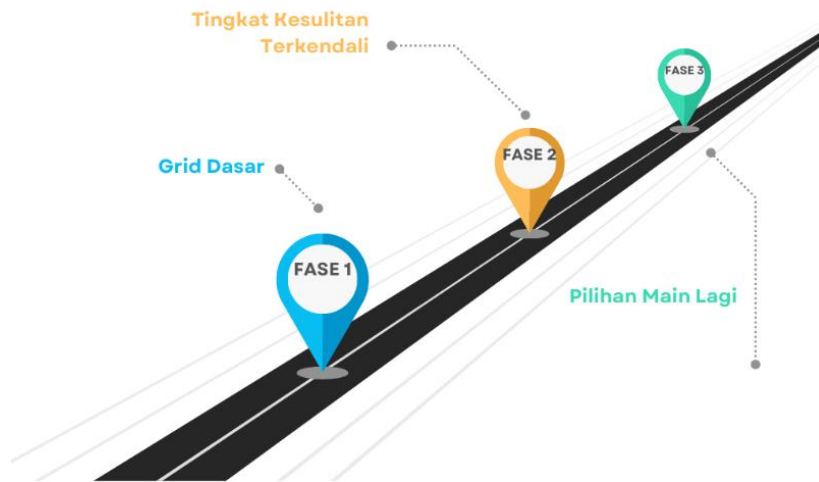 Tingkat Kesulitan
Terkendali
FASE 3
FASE 2
Grid Dasar
FASE 1
Pilihan Main Lagi